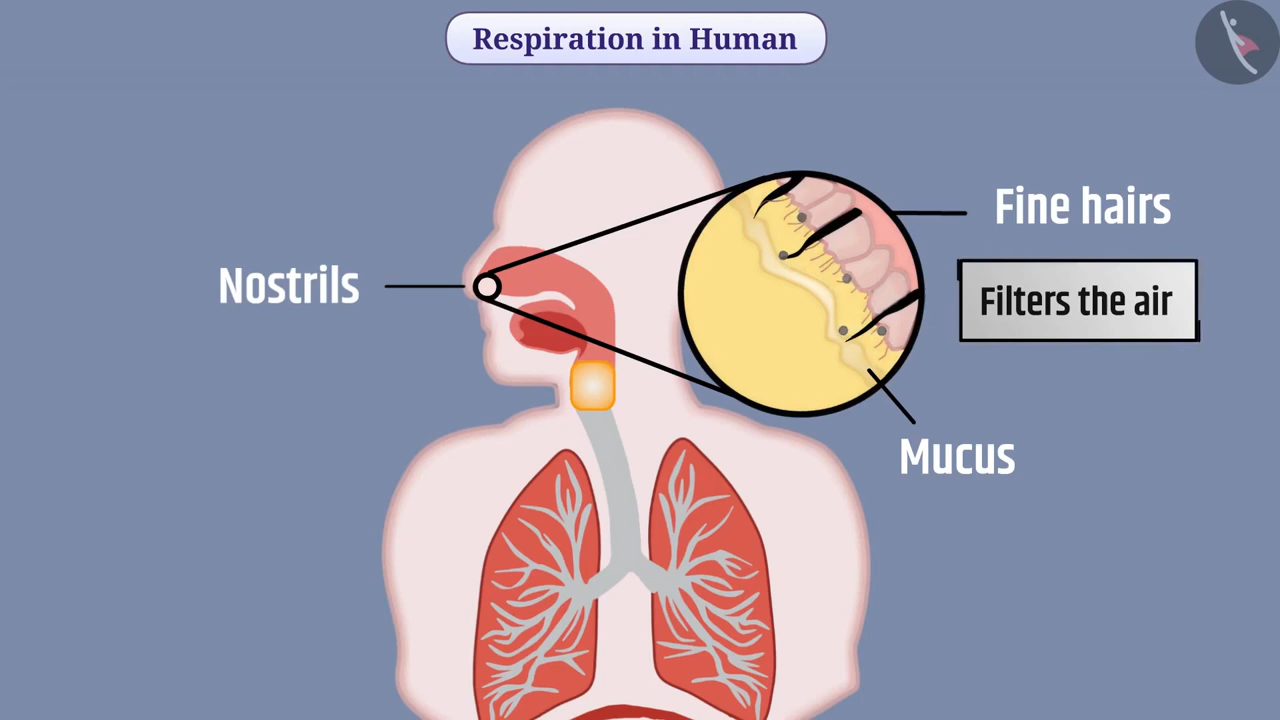 Respiration in Human
Fine hairs
Nostrils
Filters the air
Mucus